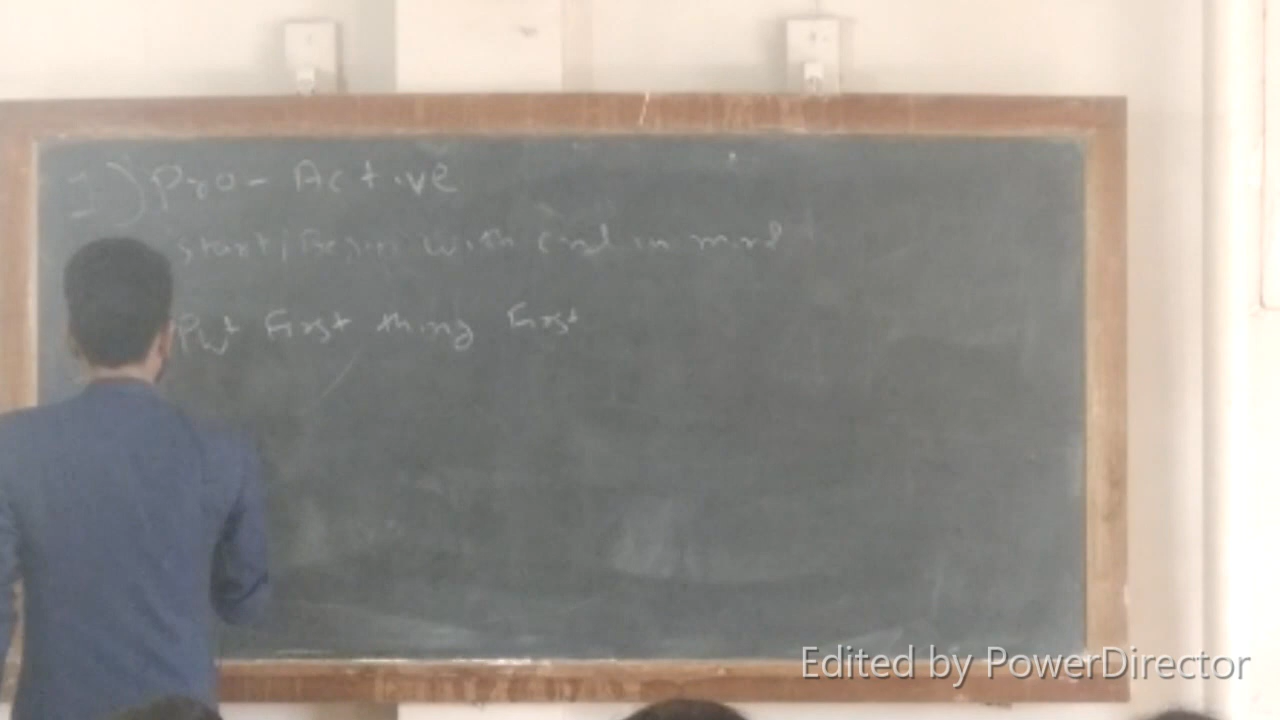 1) Pro-Active
start/Begin with end in mind
Put First thing First
Edited by PowerDirector